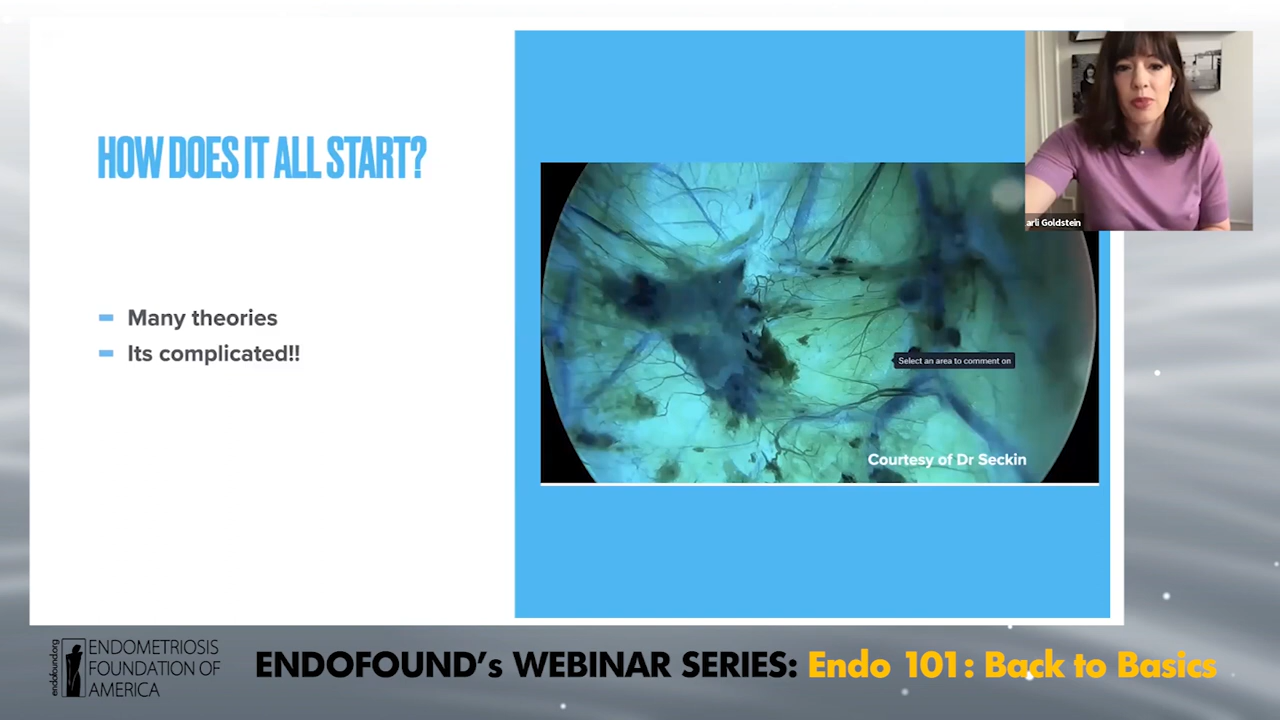 HOW DOES IT ALL START?
Many theories
Its complicated!!
Select an area to comment on
Courtesy of Dr Seckin
arli Goldstein
endofound.org
ENDOMETRIOSIS
FOUNDATION OF
AMERICA
ENDOFOUND's WEBINAR SERIES: Endo 101: Back to Basics